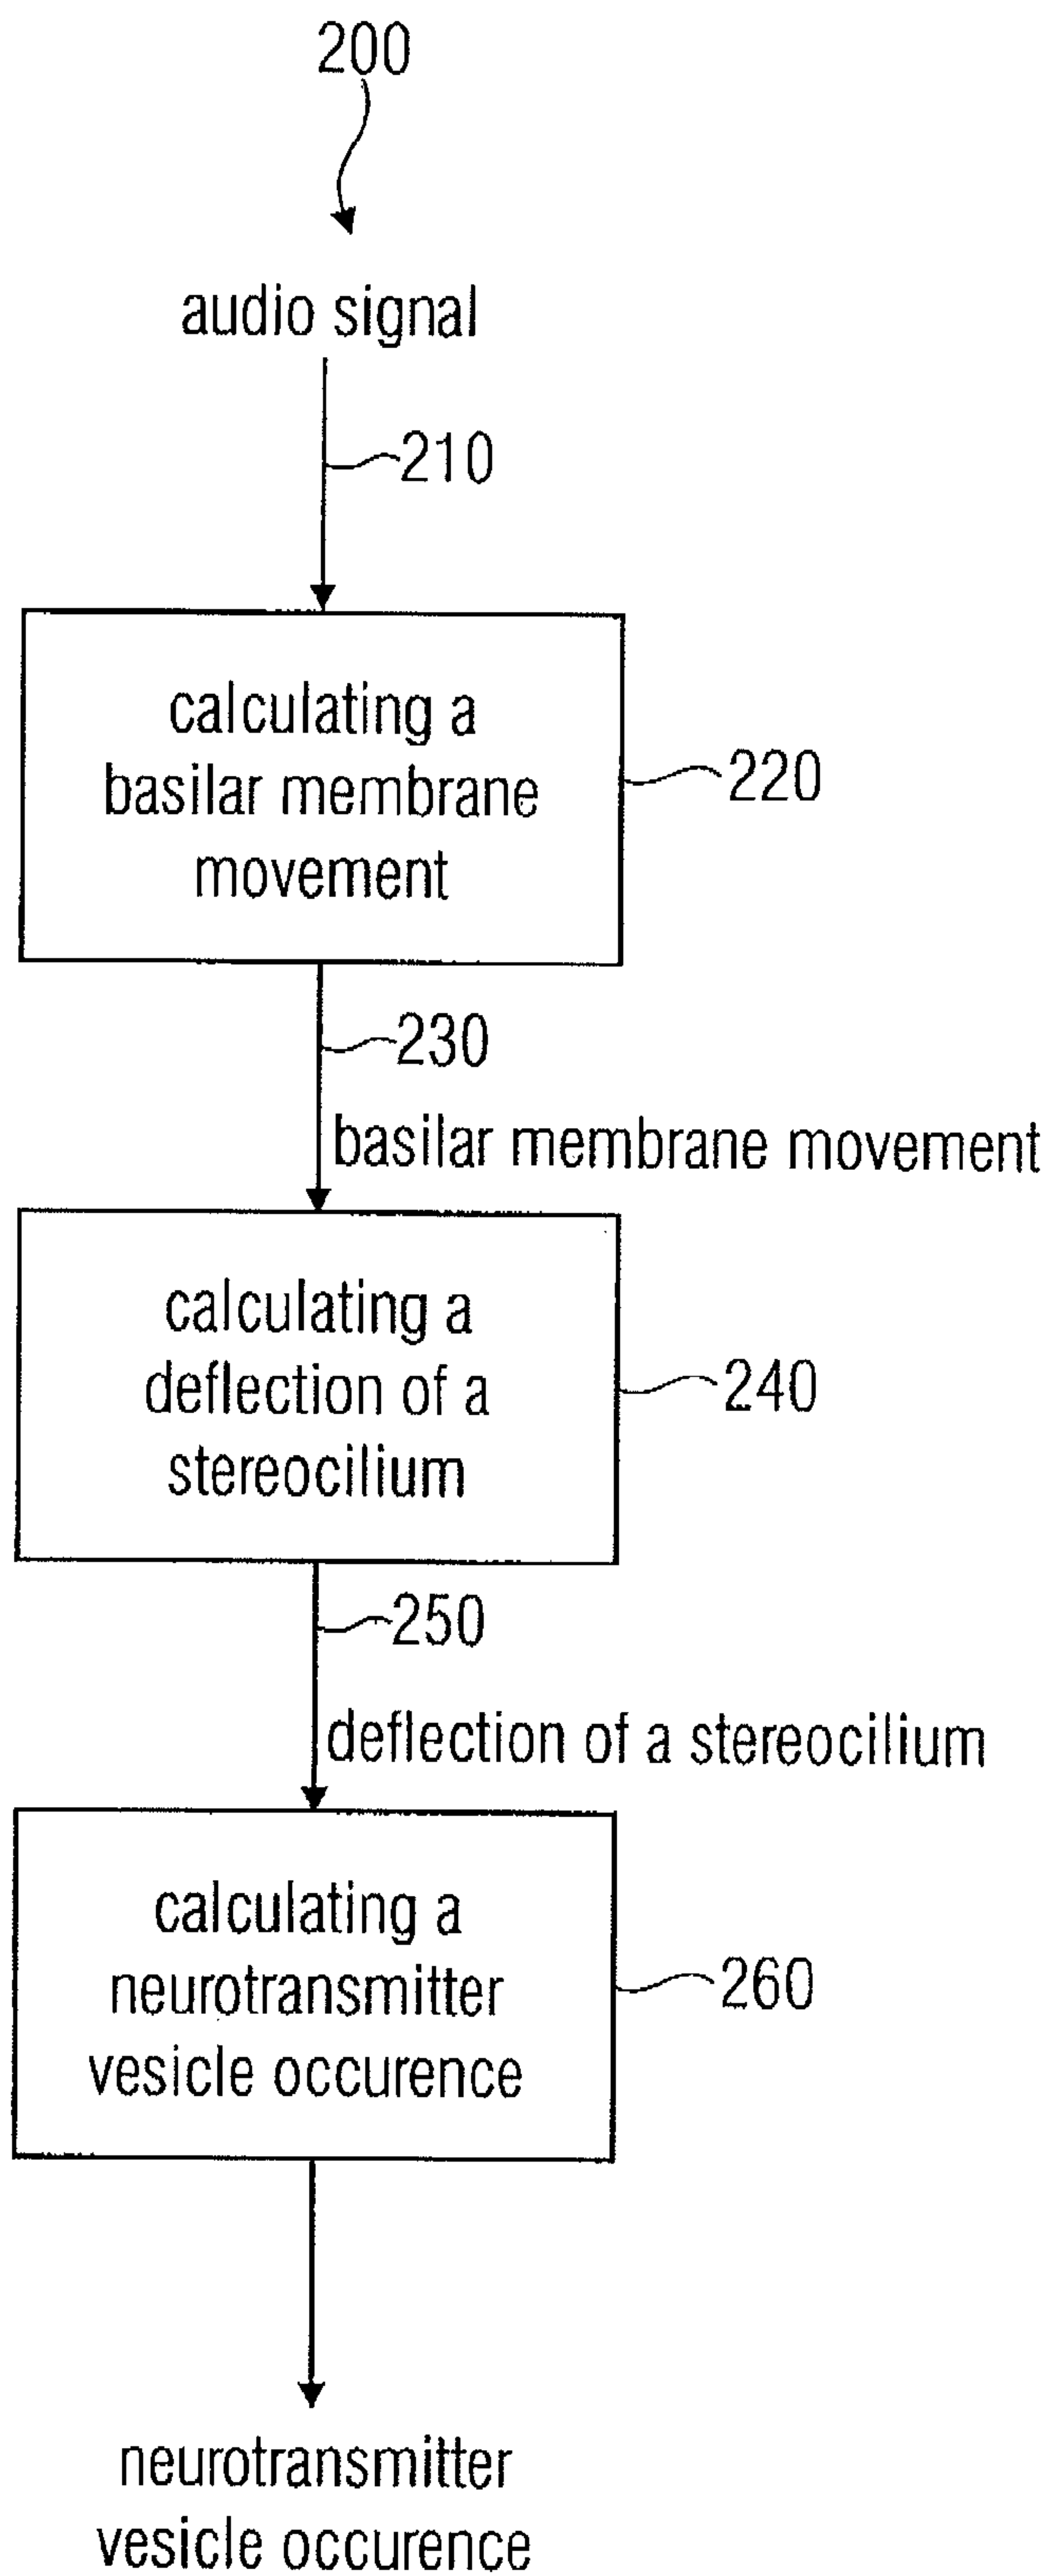 200
audio signal
210
calculating a
basilar membrane
movement
220
230
basilar membrane movement
calculating a
deflection of a
stereocilium
240
250
deflection of a stereocilium
calculating a
neurotransmitter
vesicle occurence
260
neurotransmitter
vesicle occurence